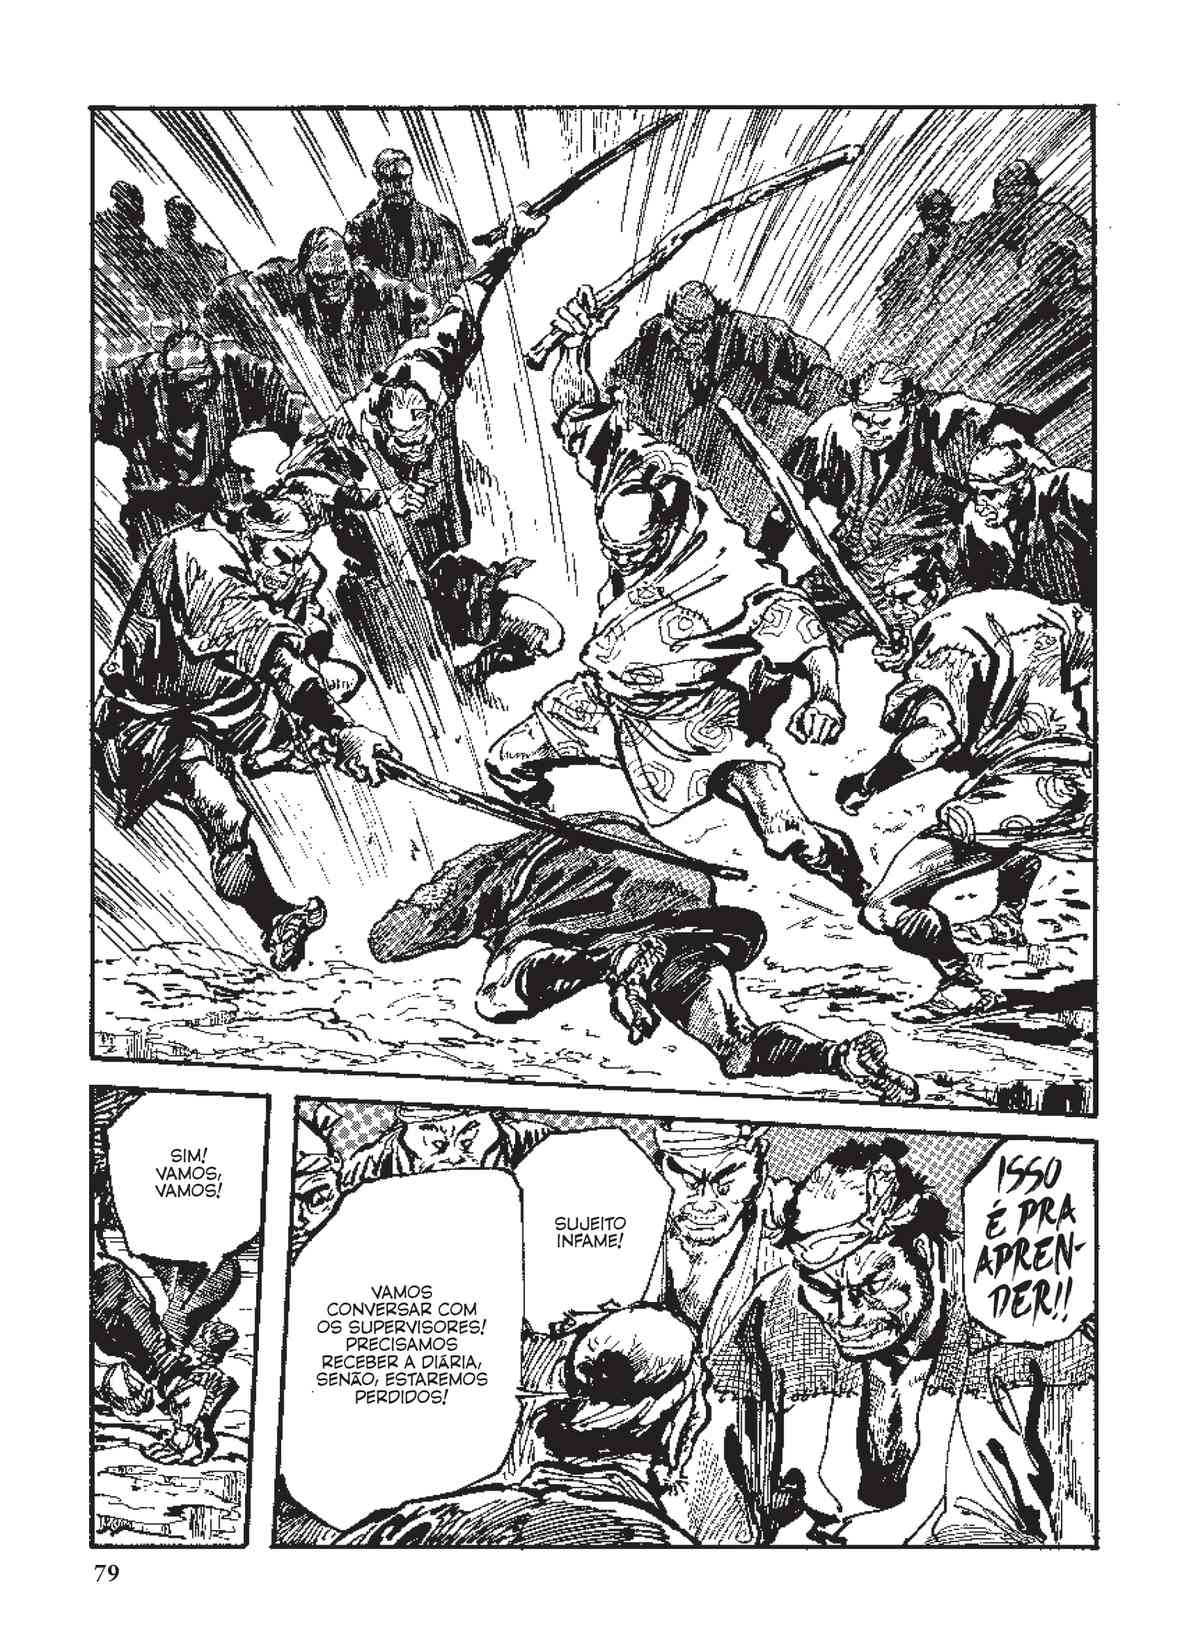 ISSO
É PRA
APREN-
DER!!
SUJEITO
INFAME!
VAMOS
CONVERSAR COM
OS SUPERVISORES!
PRECISAMOS
RECEBER A DIÁRIA,
SENÃO, ESTAREMOS
PERDIDOS!
SIM!
VAMOS,
VAMOS!
79